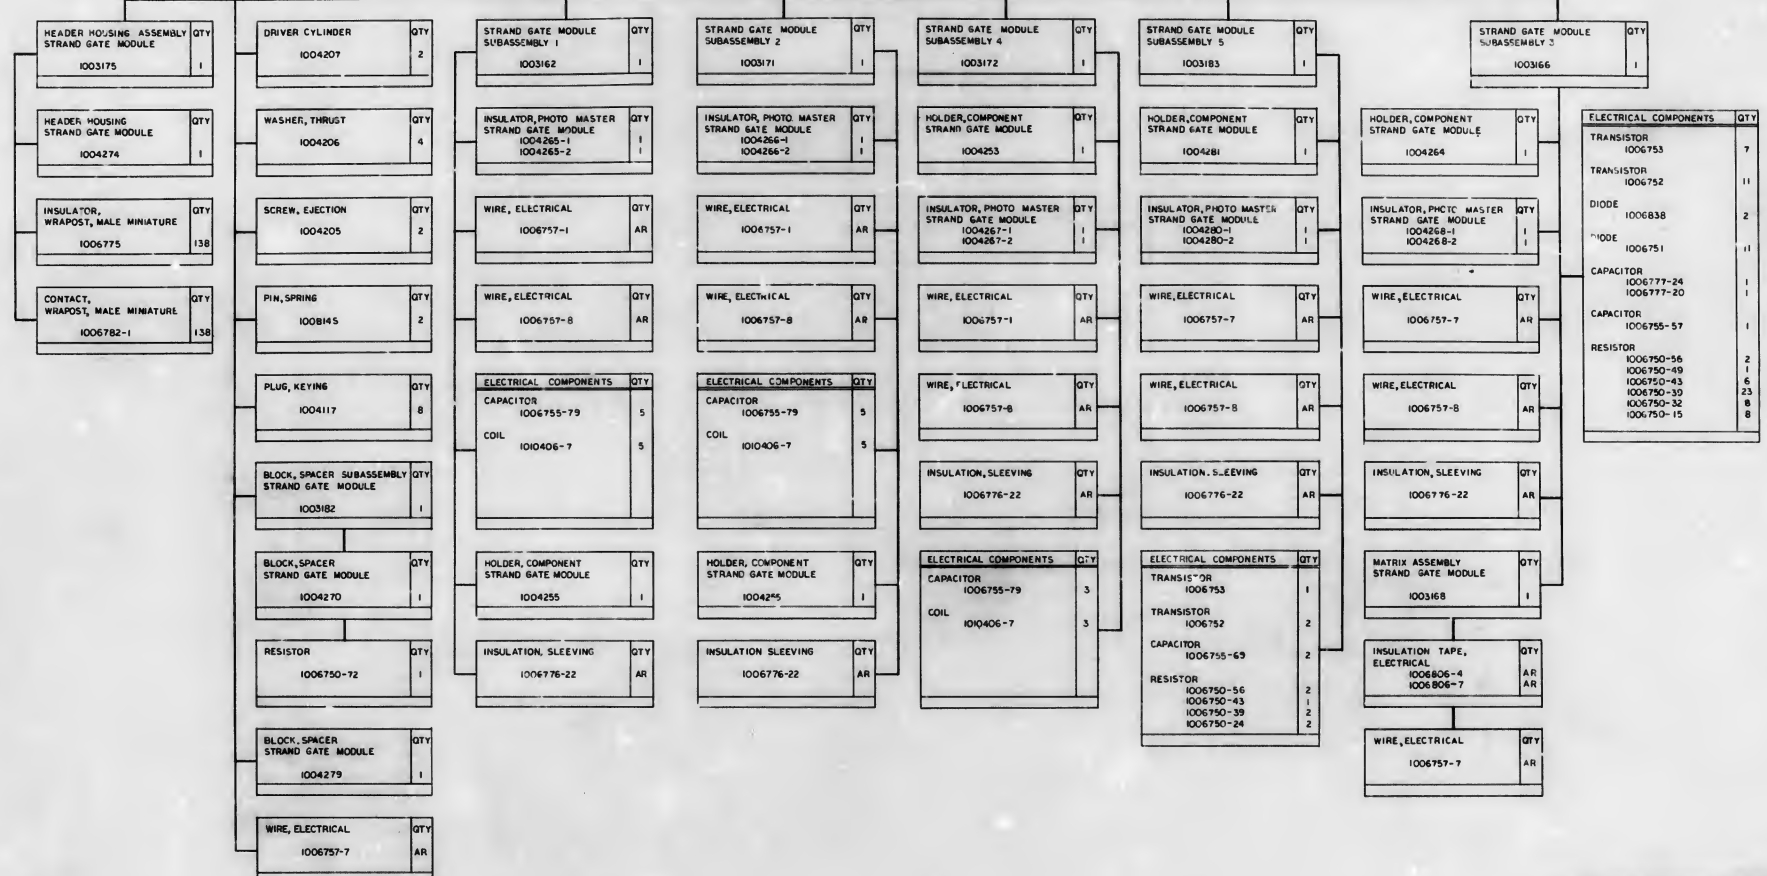 HEADER HOUSING ASSEMBLY QTY
STRAND GATE MODULE
1003175 1
HEADER HOUSING QTY
STRAND GATE MODULE
1004274 1
INSULATOR, QTY
WRAPOST, MALE MINIATURE
1006775 138
CONTACT, QTY
WRAPOST, MALE MINIATURE
1006782-1 138
DRIVER CYLINDER QTY
1004207 2
WASHER, THRUST QTY
1004206 4
SCREW, EJECTION QTY
1004205 2
PIN, SPRING QTY
1008145 2
PLUG, KEYING QTY
1004117 8
BLOCK, SPACER SUBASSEMBLY QTY
STRAND GATE MODULE
1003182 1
BLOCK, SPACER QTY
STRAND GATE MODULE
1004270 1
RESISTOR QTY
1006750-72 1
BLOCK, SPACER QTY
STRAND GATE MODULE
1004279 1
WIRE, ELECTRICAL QTY
1006757-7 AR
STRAND GATE MODULE QTY
SUBASSEMBLY 1
1003162 1
INSULATOR, PHOTO MASTER QTY
STRAND GATE MODULE
1004265-1 1
1004265-2 1
WIRE, ELECTRICAL QTY
1006757-1 AR
WIRE, ELECTRICAL QTY
1006757-8 AR
ELECTRICAL COMPONENTS QTY
CAPACITOR
1006755-79 5
COIL
1010406-7 5
HOLDER, COMPONENT QTY
STRAND GATE MODULE
1004255 1
INSULATION, SLEEVING QTY
1006776-22 AR
STRAND GATE MODULE QTY
SUBASSEMBLY 2
1003171 1
INSULATOR, PHOTO MASTER QTY
STRAND GATE MODULE
1004266-1 1
1004266-2 1
WIRE, ELECTRICAL QTY
1006757-1 AR
WIRE, ELECTRICAL QTY
1006757-8 AR
ELECTRICAL COMPONENTS QTY
CAPACITOR
1006755-79 5
COIL
1010406-7 5
HOLDER, COMPONENT QTY
STRAND GATE MODULE
1
INSULATION SLEEVING QTY
1006776-22 AR
STRAND GATE MODULE QTY
SUBASSEMBLY 4
1003172 1
HOLDER, COMPONENT QTY
STRAND GATE MODULE
1004253 1
INSULATOR, PHOTO MASTER QTY
STRAND GATE MODULE
1004267-1 1
1004267-2 1
WIRE, ELECTRICAL QTY
1006757-1 AR
WIRE, ELECTRICAL QTY
1006757-8 AR
INSULATION, SLEEVING QTY
1006776-22 AR
ELECTRICAL COMPONENTS QTY
CAPACITOR
1006755-79 3
COIL
1010406-7 3
STRAND GATE MODULE QTY
SUBASSEMBLY 5
1003183 1
HOLDER, COMPONENT QTY
STRAND GATE MODULE
1004281 1
INSULATOR, PHOTO MASTER QTY
STRAND GATE MODULE
1004280-1 1
1004280-2 1
WIRE, ELECTRICAL QTY
1006757-7 AR
WIRE, ELECTRICAL QTY
1006757-8 AR
INSULATION, SLEEVING QTY
1006776-22 AR
ELECTRICAL COMPONENTS QTY
TRANSISTOR
1006753 1
TRANSISTOR
1006752 2
CAPACITOR
1006755-69 2
RESISTOR
1006750-56 2
1006750-43 1
1006750-39 2
1006750-24 2
STRAND GATE MODULE QTY
SUBASSEMBLY 3
1003166 1
HOLDER, COMPONENT QTY
STRAND GATE MODULE
1004264 1
INSULATOR, PHOTO MASTER QTY
STRAND GATE MODULE
1004268-1 1
1004268-2 1
WIRE, ELECTRICAL QTY
1006757-7 AR
WIRE, ELECTRICAL QTY
1006757-8 AR
INSULATION, SLEEVING QTY
1006776-22 AR
MATRIX ASSEMBLY QTY
STRAND GATE MODULE
1003168 1
INSULATION TAPE, QTY
ELECTRICAL
1006806-4 AR
1006806-7 AR
WIRE, ELECTRICAL QTY
1006757-7 AR
ELECTRICAL COMPONENTS QTY
TRANSISTOR
1006753 7
TRANSISTOR
1006752 11
DIODE
1006838 2
DIODE
1006751 11
CAPACITOR
1006777-24 1
1006777-20 1
CAPACITOR
1006755-57 1
RESISTOR
1006750-56 2
1006750-49 1
1006750-43 6
1006750-39 23
1006750-32 8
1006750-15 8